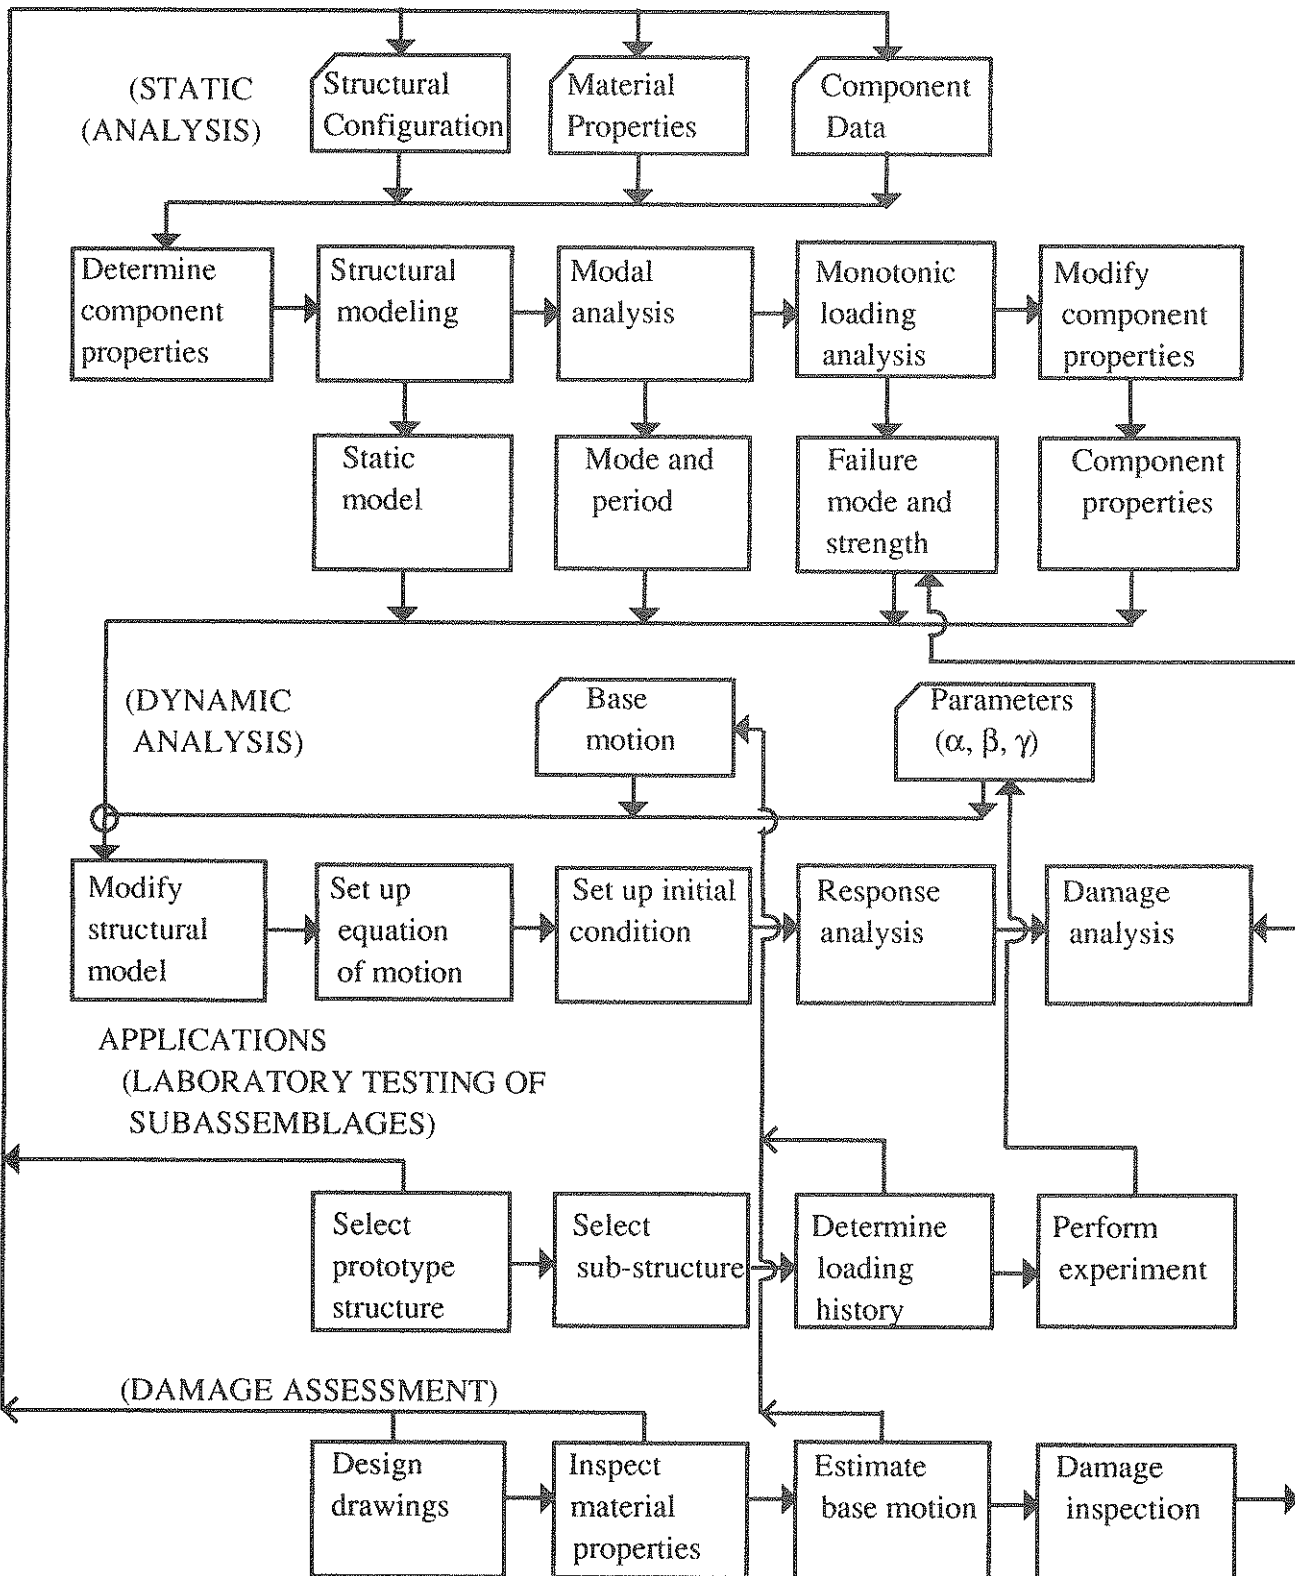 (STATIC
(ANALYSIS)
Structural
Configuration
Material
Properties
Component
Data
Determine
component
properties
Structural
modeling
Modal
analysis
Monotonic
loading
analysis
Modify
component
properties
Static
model
Mode and
period
Failure
mode and
strength
Component
properties
(DYNAMIC
ANALYSIS)
Base
motion
Parameters
(α, β, γ)
Modify
structural
model
Set up
equation
of motion
Set up initial
condition
Response
analysis
Damage
analysis
APPLICATIONS
(LABORATORY TESTING OF
SUBASSEMBLAGES)
Select
prototype
structure
Select
sub-structure
Determine
loading
history
Perform
experiment
(DAMAGE ASSESSMENT)
Design
drawings
Inspect
material
properties
Estimate
base motion
Damage
inspection